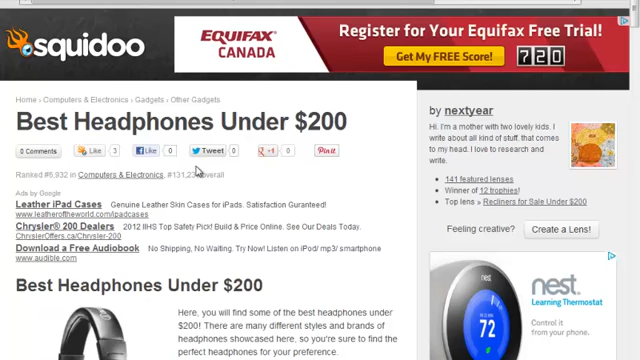 squidoo
EQUIFAX
CANADA
Register for Your Equifax Free Trial!
Get My FREE Score!
720
Home › Computers & Electronics › Gadgets › Other Gadgets
Best Headphones Under $200
0 Comments
Like 3
Like 0
Tweet 0
+1 0
Pin it
Ranked #6,932 in Computers & Electronics, #131,23 overall
Ads by Google
Leather iPad Cases Genuine Leather Skin Cases for iPads. Satisfaction Guranteed!
www.leatheroftheworld.com/ipadcases
Chrysler® 200 Dealers 2012 IIHS Top Safety Pick! Build & Price Online. See Our Deals Today.
ChryslerOffers.ca/Chrysler-200
Download a Free Audiobook No Shipping, No Waiting. Try Now! Listen on iPod/ mp3/ smartphone
www.audible.com
Best Headphones Under $200
Here, you will find some of the best headphones under
$200! There are many different styles and brands of
headphones showcased here, so you're sure to find the
perfect headphones for your preference.
by nextyear
Hi. I'm a mother with two lovely kids. I
write about all kind of stuff, that comes
to my head. I love to research and
write.
141 featured lenses
Winner of 12 trophies!
Top lens » Recliners for Sale Under $200
Feeling creative? Create a Lens!
nest
72
nest
Learning Thermostat
Control it
from your
phone.